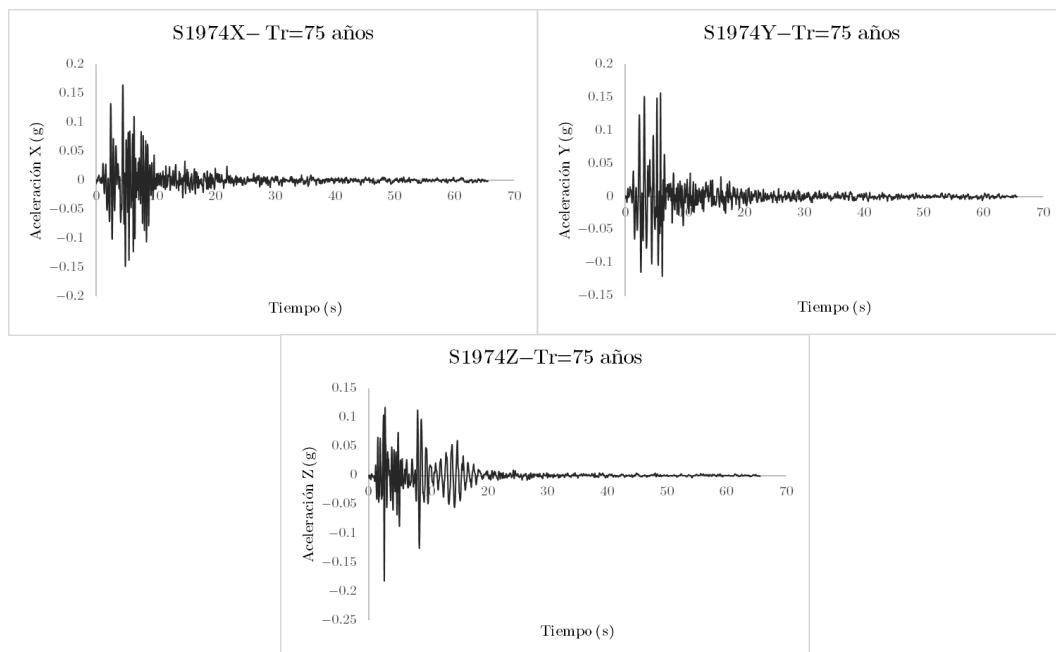 S1974X– Tr=75 años
Aceleración X (g)
0.2
0.15
0.1
0.05
0
−0.05
−0.1
−0.15
−0.2
0 10 20 30 40 50 60 70
Tiempo (s)
S1974Y–Tr=75 años
Aceleración Y (g)
0.2
0.15
0.1
0.05
0
−0.05
−0.1
−0.15
0 10 20 30 40 50 60 70
Tiempo (s)
S1974Z–Tr=75 años
Aceleración Z (g)
0.15
0.1
0.05
0
−0.05
−0.1
−0.15
−0.2
−0.25
0 10 20 30 40 50 60 70
Tiempo (s)